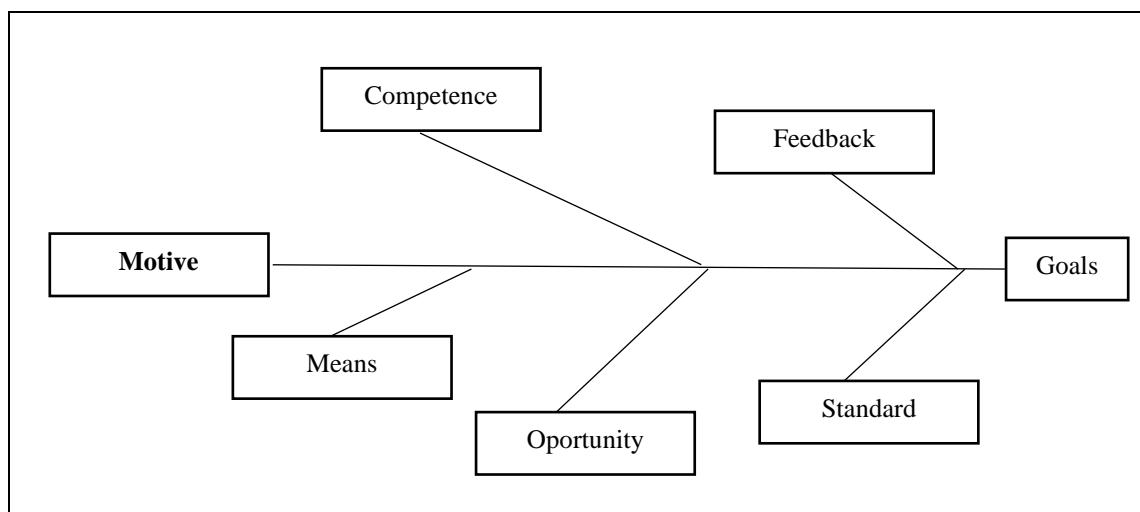 Competence
Feedback
Motive
Goals
Means
Standard
Oportunity